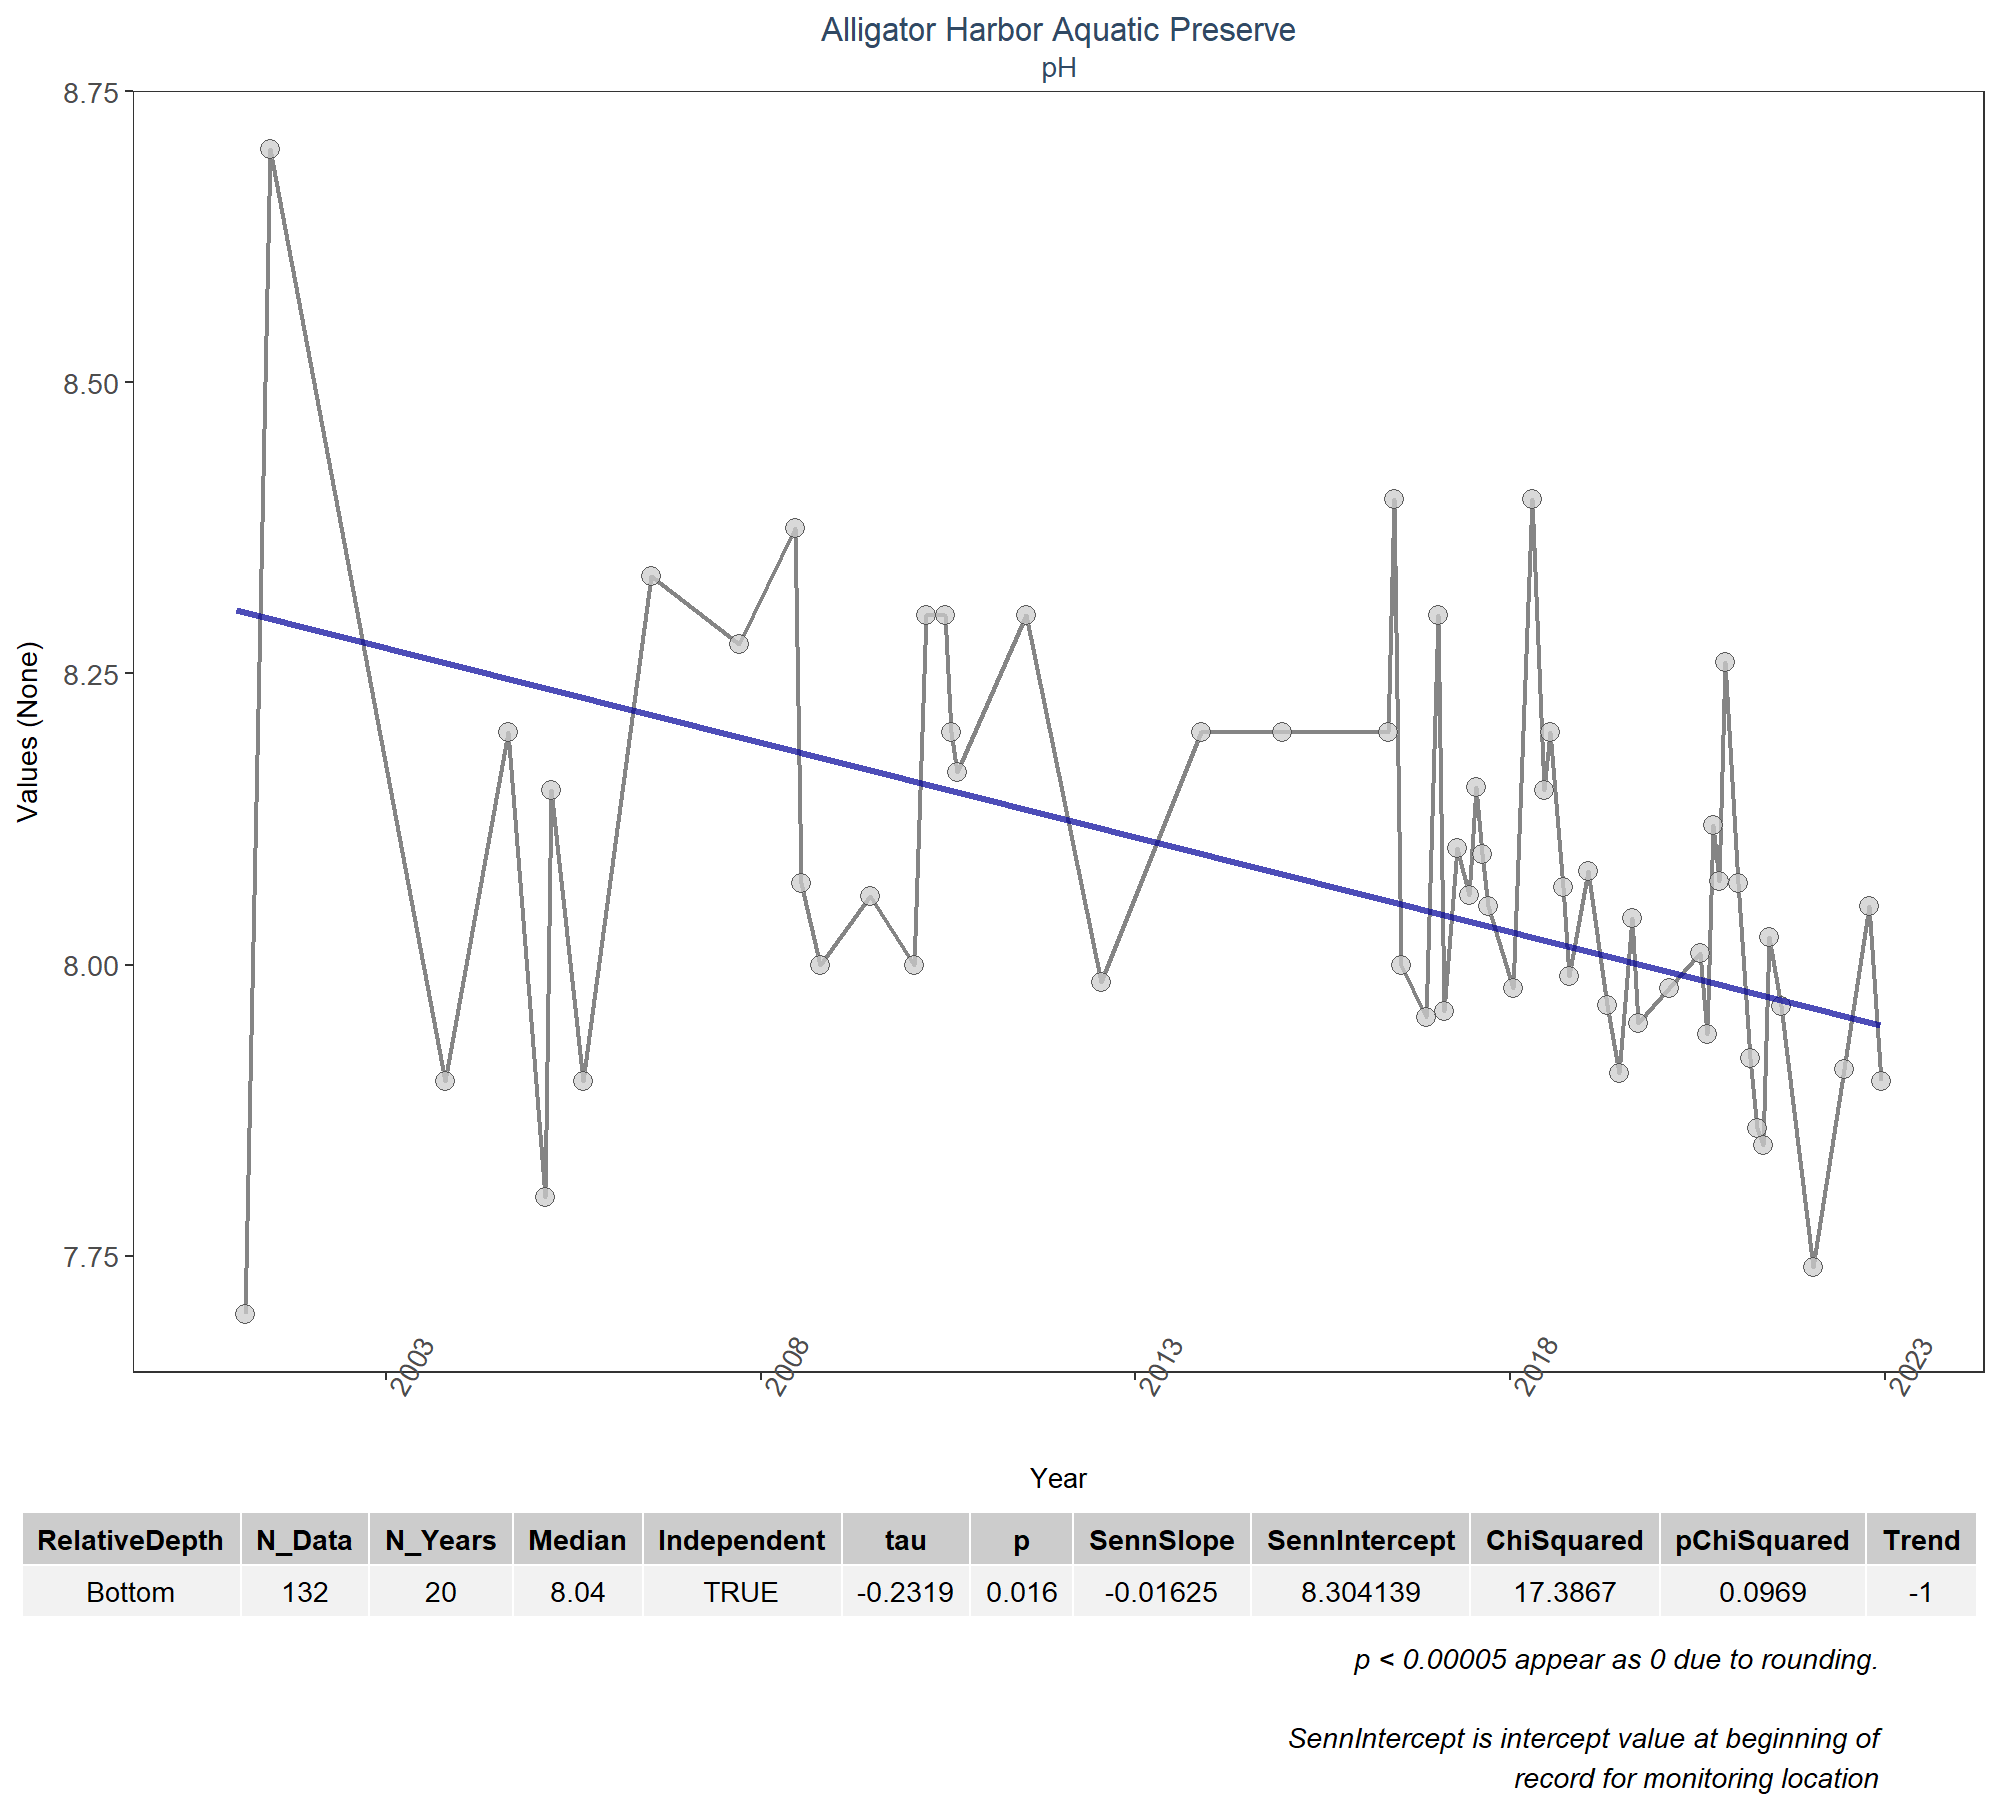 Alligator Harbor Aquatic Preserve
pH
8.75
8.50
8.25
8.00
7.75
Values (None)
2003 2008 2013 2018 2023
Year
RelativeDepth N_Data N_Years Median Independent tau p SennSlope SennIntercept ChiSquared pChiSquared Trend
Bottom 132 20 8.04 TRUE -0.2319 0.016 -0.01625 8.304139 17.3867 0.0969 -1
p < 0.00005 appear as 0 due to rounding.
SennIntercept is intercept value at beginning of
record for monitoring location